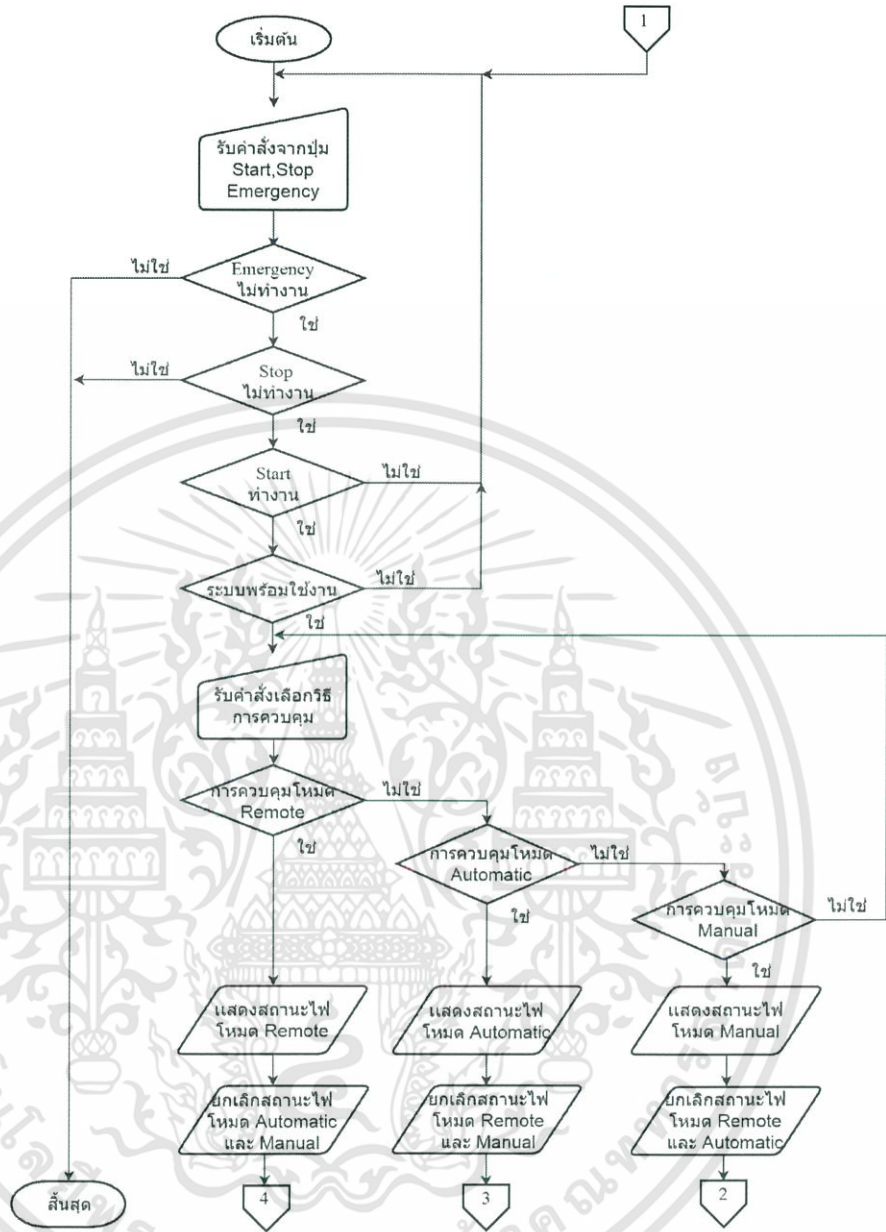 เริ่มต้น
1
รับคำสั่งจากปุ่ม
Start,Stop
Emergency
ไม่ใช่
Emergency
ไม่ทำงาน
ใช่
ไม่ใช่
Stop
ไม่ทำงาน
ใช่
Start
ทำงาน
ไม่ใช่
ใช่
ระบบพร้อมใช้งาน
ไม่ใช่
ใช่
รับคำสั่งเลือกวิธี
การควบคุม
การควบคุมโหมด
Remote
ไม่ใช่
ใช่
การควบคุมโหมด
Automatic
ไม่ใช่
ใช่
การควบคุมโหมด
Manual
ไม่ใช่
ใช่
แสดงสถานะไฟ
โหมด Remote
แสดงสถานะไฟ
โหมด Automatic
แสดงสถานะไฟ
โหมด Manual
ยกเลิกสถานะไฟ
โหมด Automatic
และ Manual
ยกเลิกสถานะไฟ
โหมด Remote
และ Manual
ยกเลิกสถานะไฟ
โหมด Remote
และ Automatic
สิ้นสุด
4
3
2